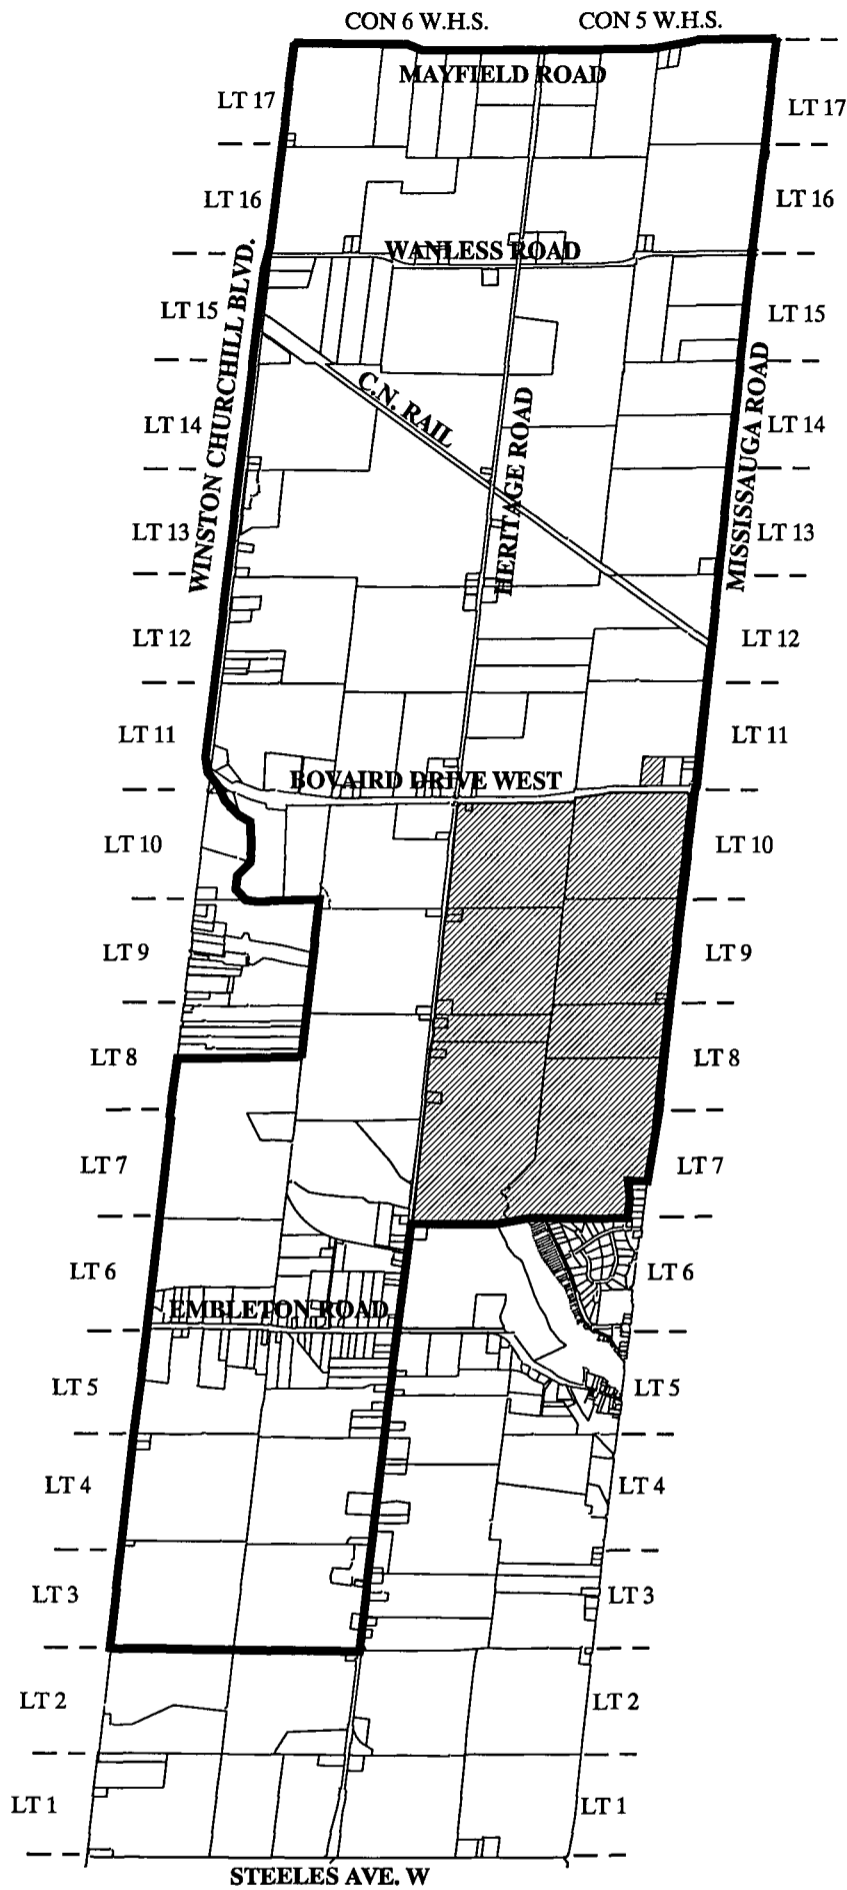 CON 6 W.H.S.
CON 5 W.H.S.
MAYFIELD ROAD
LT 17
LT 17
LT 16
LT 16
WANLESS ROAD
WINSTON CHURCHILL BLVD.
LT 15
LT 15
C.N. RAIL
HERITAGE ROAD
MISSISSAUGA ROAD
LT 14
LT 14
LT 13
LT 13
LT 12
LT 12
LT 11
LT 11
BOVAIRD DRIVE WEST
LT 10
LT 10
LT 9
LT 9
LT 8
LT 8
LT 7
LT 7
LT 6
LT 6
EMBLETON ROAD
LT 5
LT 5
LT 4
LT 4
LT 3
LT 3
LT 2
LT 2
LT 1
LT 1
STEELES AVE. W